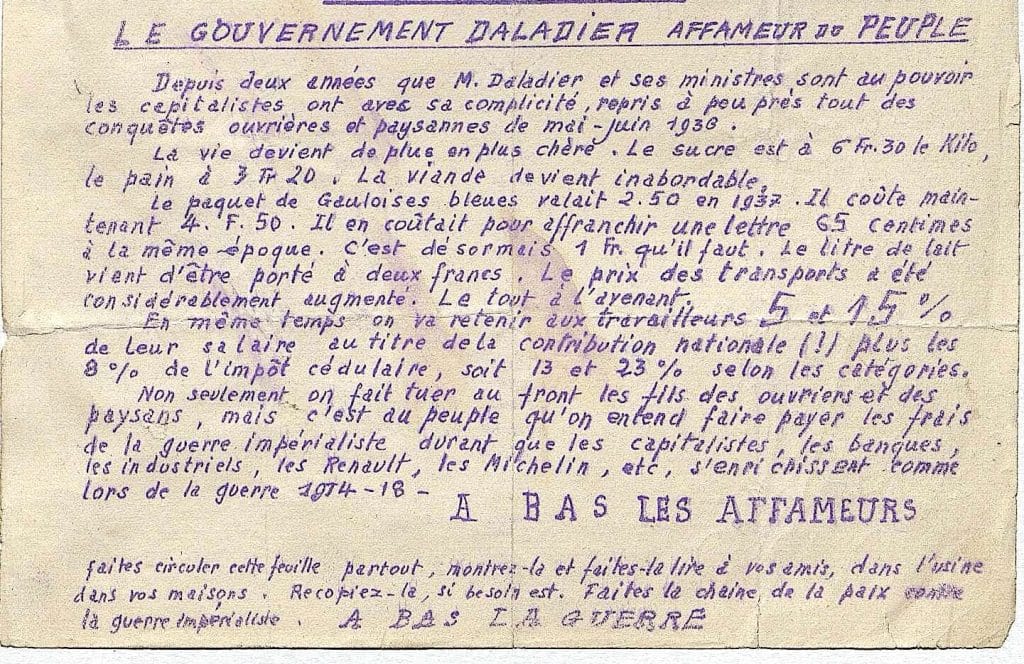 LE GOUVERNEMENT DALADIER AFFAMEUR DU PEUPLE
Depuis deux années que M. Daladier et ses ministres sont au pouvoir
les capitalistes ont avec sa complicité, repris à peu près tout des
conquêtes ouvrières et paysannes de mai-juin 1936.
La vie devient de plus en plus chère. Le sucre est à 6 Fr. 30 le Kilo,
le pain à 3 Fr 20. La viande devient inabordable.
Le paquet de Gauloises bleues valait 2.50 en 1937. Il coûte main-
tenant 4. F. 50. Il en coûtait pour affranchir une lettre 65 centimes
à la même époque. C'est désormais 1 Fr. qu'il faut. Le litre de lait
vient d'être porté à deux francs. Le prix des transports a été
considérablement augmenté. Le tout à l'avenant.
En même temps on va retenir aux travailleurs 5 et 15 %
de leur salaire au titre de la contribution nationale (!) plus les
8 % de l'impôt cédulaire, soit 13 et 23 % selon les catégories.
Non seulement on fait tuer au front les fils des ouvriers et des
paysans, mais c'est au peuple qu'on entend faire payer les frais
de la guerre impérialiste durant que les capitalistes, les banques,
les industriels, les Renault, les Michelin, etc, s'enrichissent comme
lors de la guerre 1914-18 -
A BAS LES AFFAMEURS
faites circuler cette feuille partout, montrez-la et faites-la lire à vos amis, dans l'usine
dans vos maisons. Recopiez-la, si besoin est. Faites la chaine de la paix contre
la guerre impérialiste. A BAS LA GUERRE